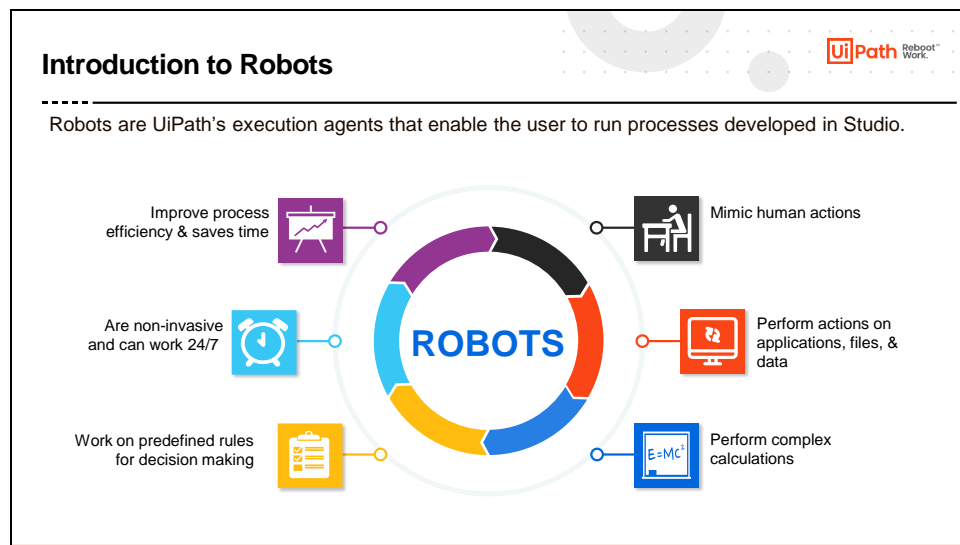 Introduction to Robots
UiPath Reboot™
Work.
Robots are UiPath’s execution agents that enable the user to run processes developed in Studio.
Improve process
efficiency & saves time
Mimic human actions
Are non-invasive
and can work 24/7
ROBOTS
Perform actions on
applications, files, &
data
Work on predefined rules
for decision making
E=MC²
Perform complex
calculations